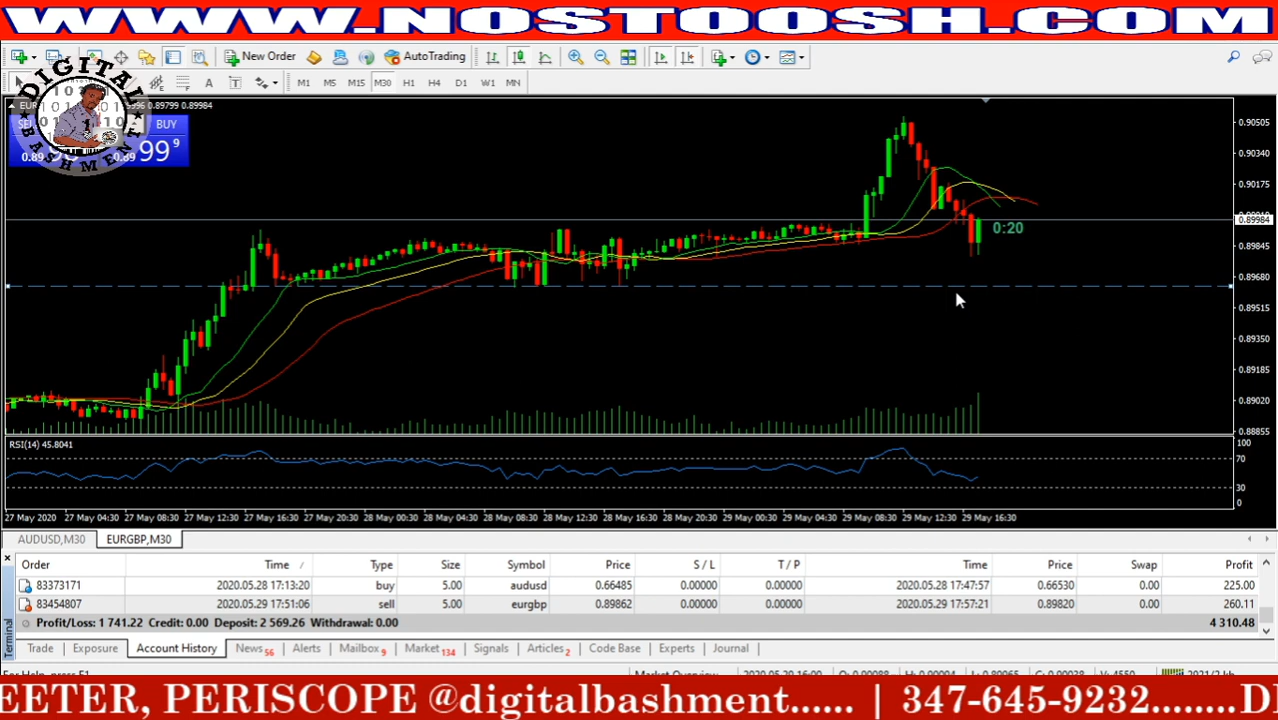 WWW.NOSTOOSH.COM
New Order AutoTrading
M1 M5 M15 M30 H1 H4 D1 W1 MN
DIGITAL BASHMENT
0.89799 0.89984
BUY
99 9
0.90505
0.90340
0.90175
0.89984
0.89845
0.89680
0.89515
0.89350
0.89185
0.89020
0.88855
0:20
RSI(14) 45.8041
100
70
30
0
27 May 2020 27 May 04:30 27 May 08:30 27 May 12:30 27 May 16:30 27 May 20:30 28 May 00:30 28 May 04:30 28 May 08:30 28 May 12:30 28 May 16:30 28 May 20:30 29 May 00:30 29 May 04:30 29 May 08:30 29 May 12:30 29 May 16:30
AUDUSD,M30 EURGBP,M30
Order Time / Type Size Symbol Price S / L T / P Time Price Swap Profit
83373171 2020.05.28 17:13:20 buy 5.00 audusd 0.66485 0.00000 0.00000 2020.05.28 17:47:57 0.66530 0.00 225.00
83454807 2020.05.29 17:51:06 sell 5.00 eurgbp 0.89862 0.00000 0.00000 2020.05.29 17:57:21 0.89820 0.00 260.11
Profit/Loss: 1 741.22 Credit: 0.00 Deposit: 2 569.26 Withdrawal: 0.00 4 310.48
Terminal
Trade Exposure Account History News 56 Alerts Mailbox 9 Market 134 Signals Articles 2 Code Base Experts Journal
EETER, PERISCOPE @digitalbashment...... | 347-645-9232........DI